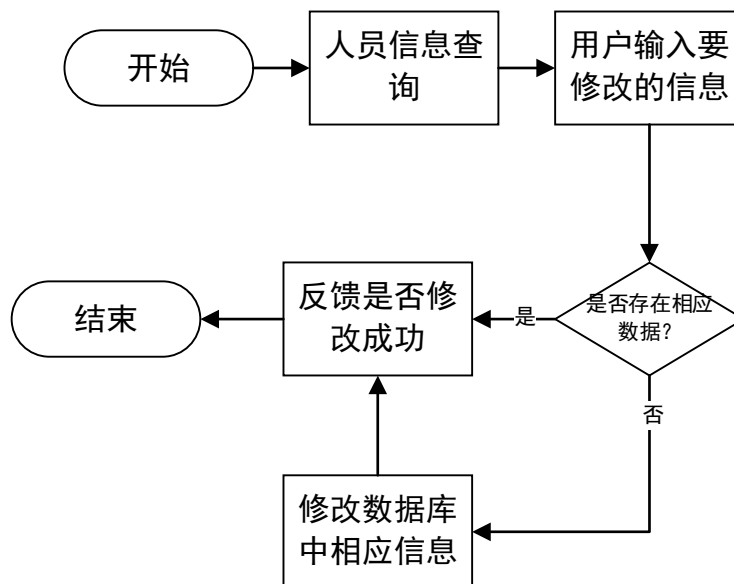 开始
人员信息查
询
用户输入要
修改的信息
是否存在相应
数据?
是
反馈是否修
改成功
结束
否
修改数据库
中相应信息